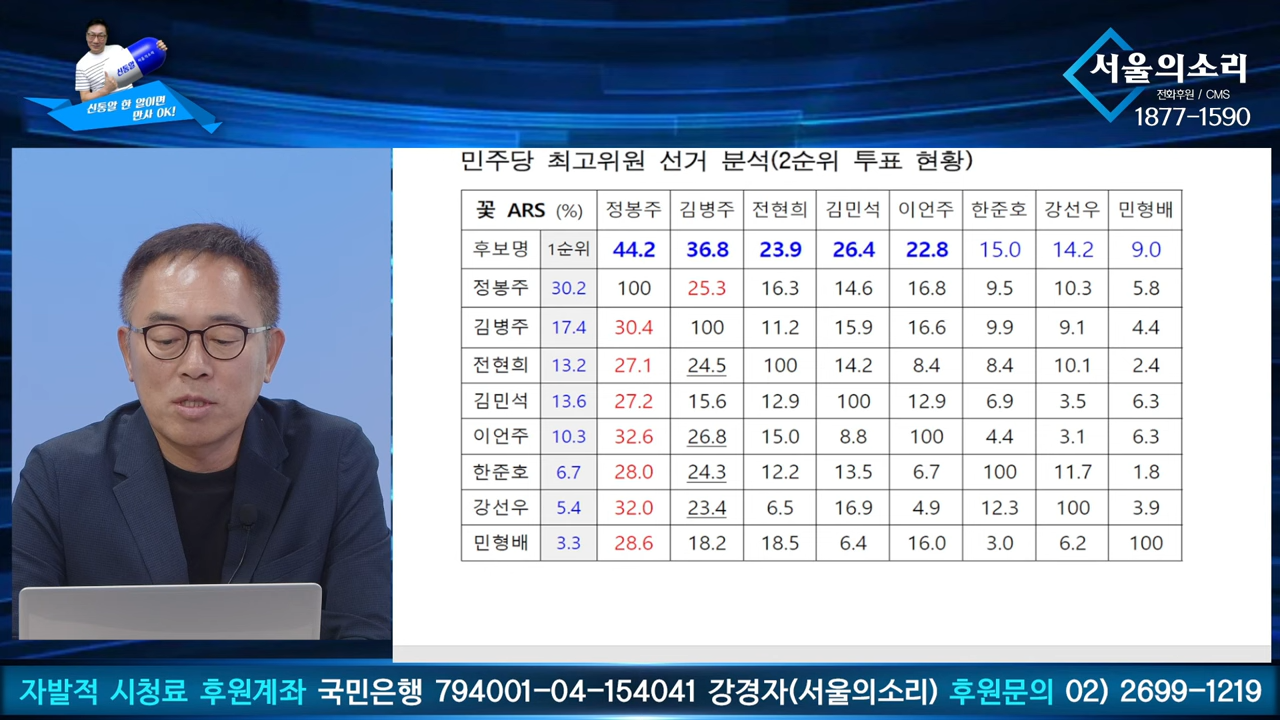 신통알 한 알이면
만사 OK!
서울의소리
전화후원 / CMS
1877-1590
민주당 최고위원 선거 분석(2순위 투표 현황)
꽃 ARS (%) 정봉주 김병주 전현희 김민석 이언주 한준호 강선우 민형배
후보명 1순위 44.2 36.8 23.9 26.4 22.8 15.0 14.2 9.0
정봉주 30.2 100 25.3 16.3 14.6 16.8 9.5 10.3 5.8
김병주 17.4 30.4 100 11.2 15.9 16.6 9.9 9.1 4.4
전현희 13.2 27.1 24.5 100 14.2 8.4 8.4 10.1 2.4
김민석 13.6 27.2 15.6 12.9 100 12.9 6.9 3.5 6.3
이언주 10.3 32.6 26.8 15.0 8.8 100 4.4 3.1 6.3
한준호 6.7 28.0 24.3 12.2 13.5 6.7 100 11.7 1.8
강선우 5.4 32.0 23.4 6.5 16.9 4.9 12.3 100 3.9
민형배 3.3 28.6 18.2 18.5 6.4 16.0 3.0 6.2 100
자발적 시청료 후원계좌 국민은행 794001-04-154041 강경자(서울의소리) 후원문의 02) 2699-1219